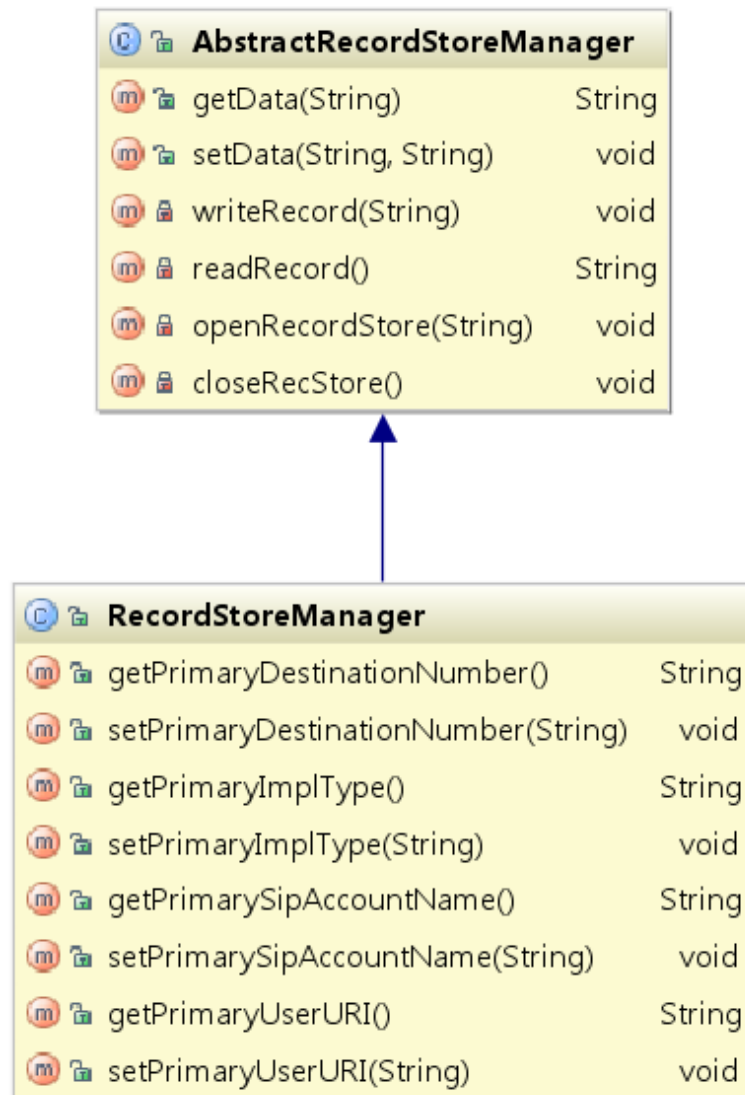 C AbstractRecordStoreManager
m getData(String) String
m setData(String, String) void
m writeRecord(String) void
m readRecord() String
m openRecordStore(String) void
m closeRecStore() void
C RecordStoreManager
m getPrimaryDestinationNumber() String
m setPrimaryDestinationNumber(String) void
m getPrimaryImplType() String
m setPrimaryImplType(String) void
m getPrimarySipAccountName() String
m setPrimarySipAccountName(String) void
m getPrimaryUserURI() String
m setPrimaryUserURI(String) void